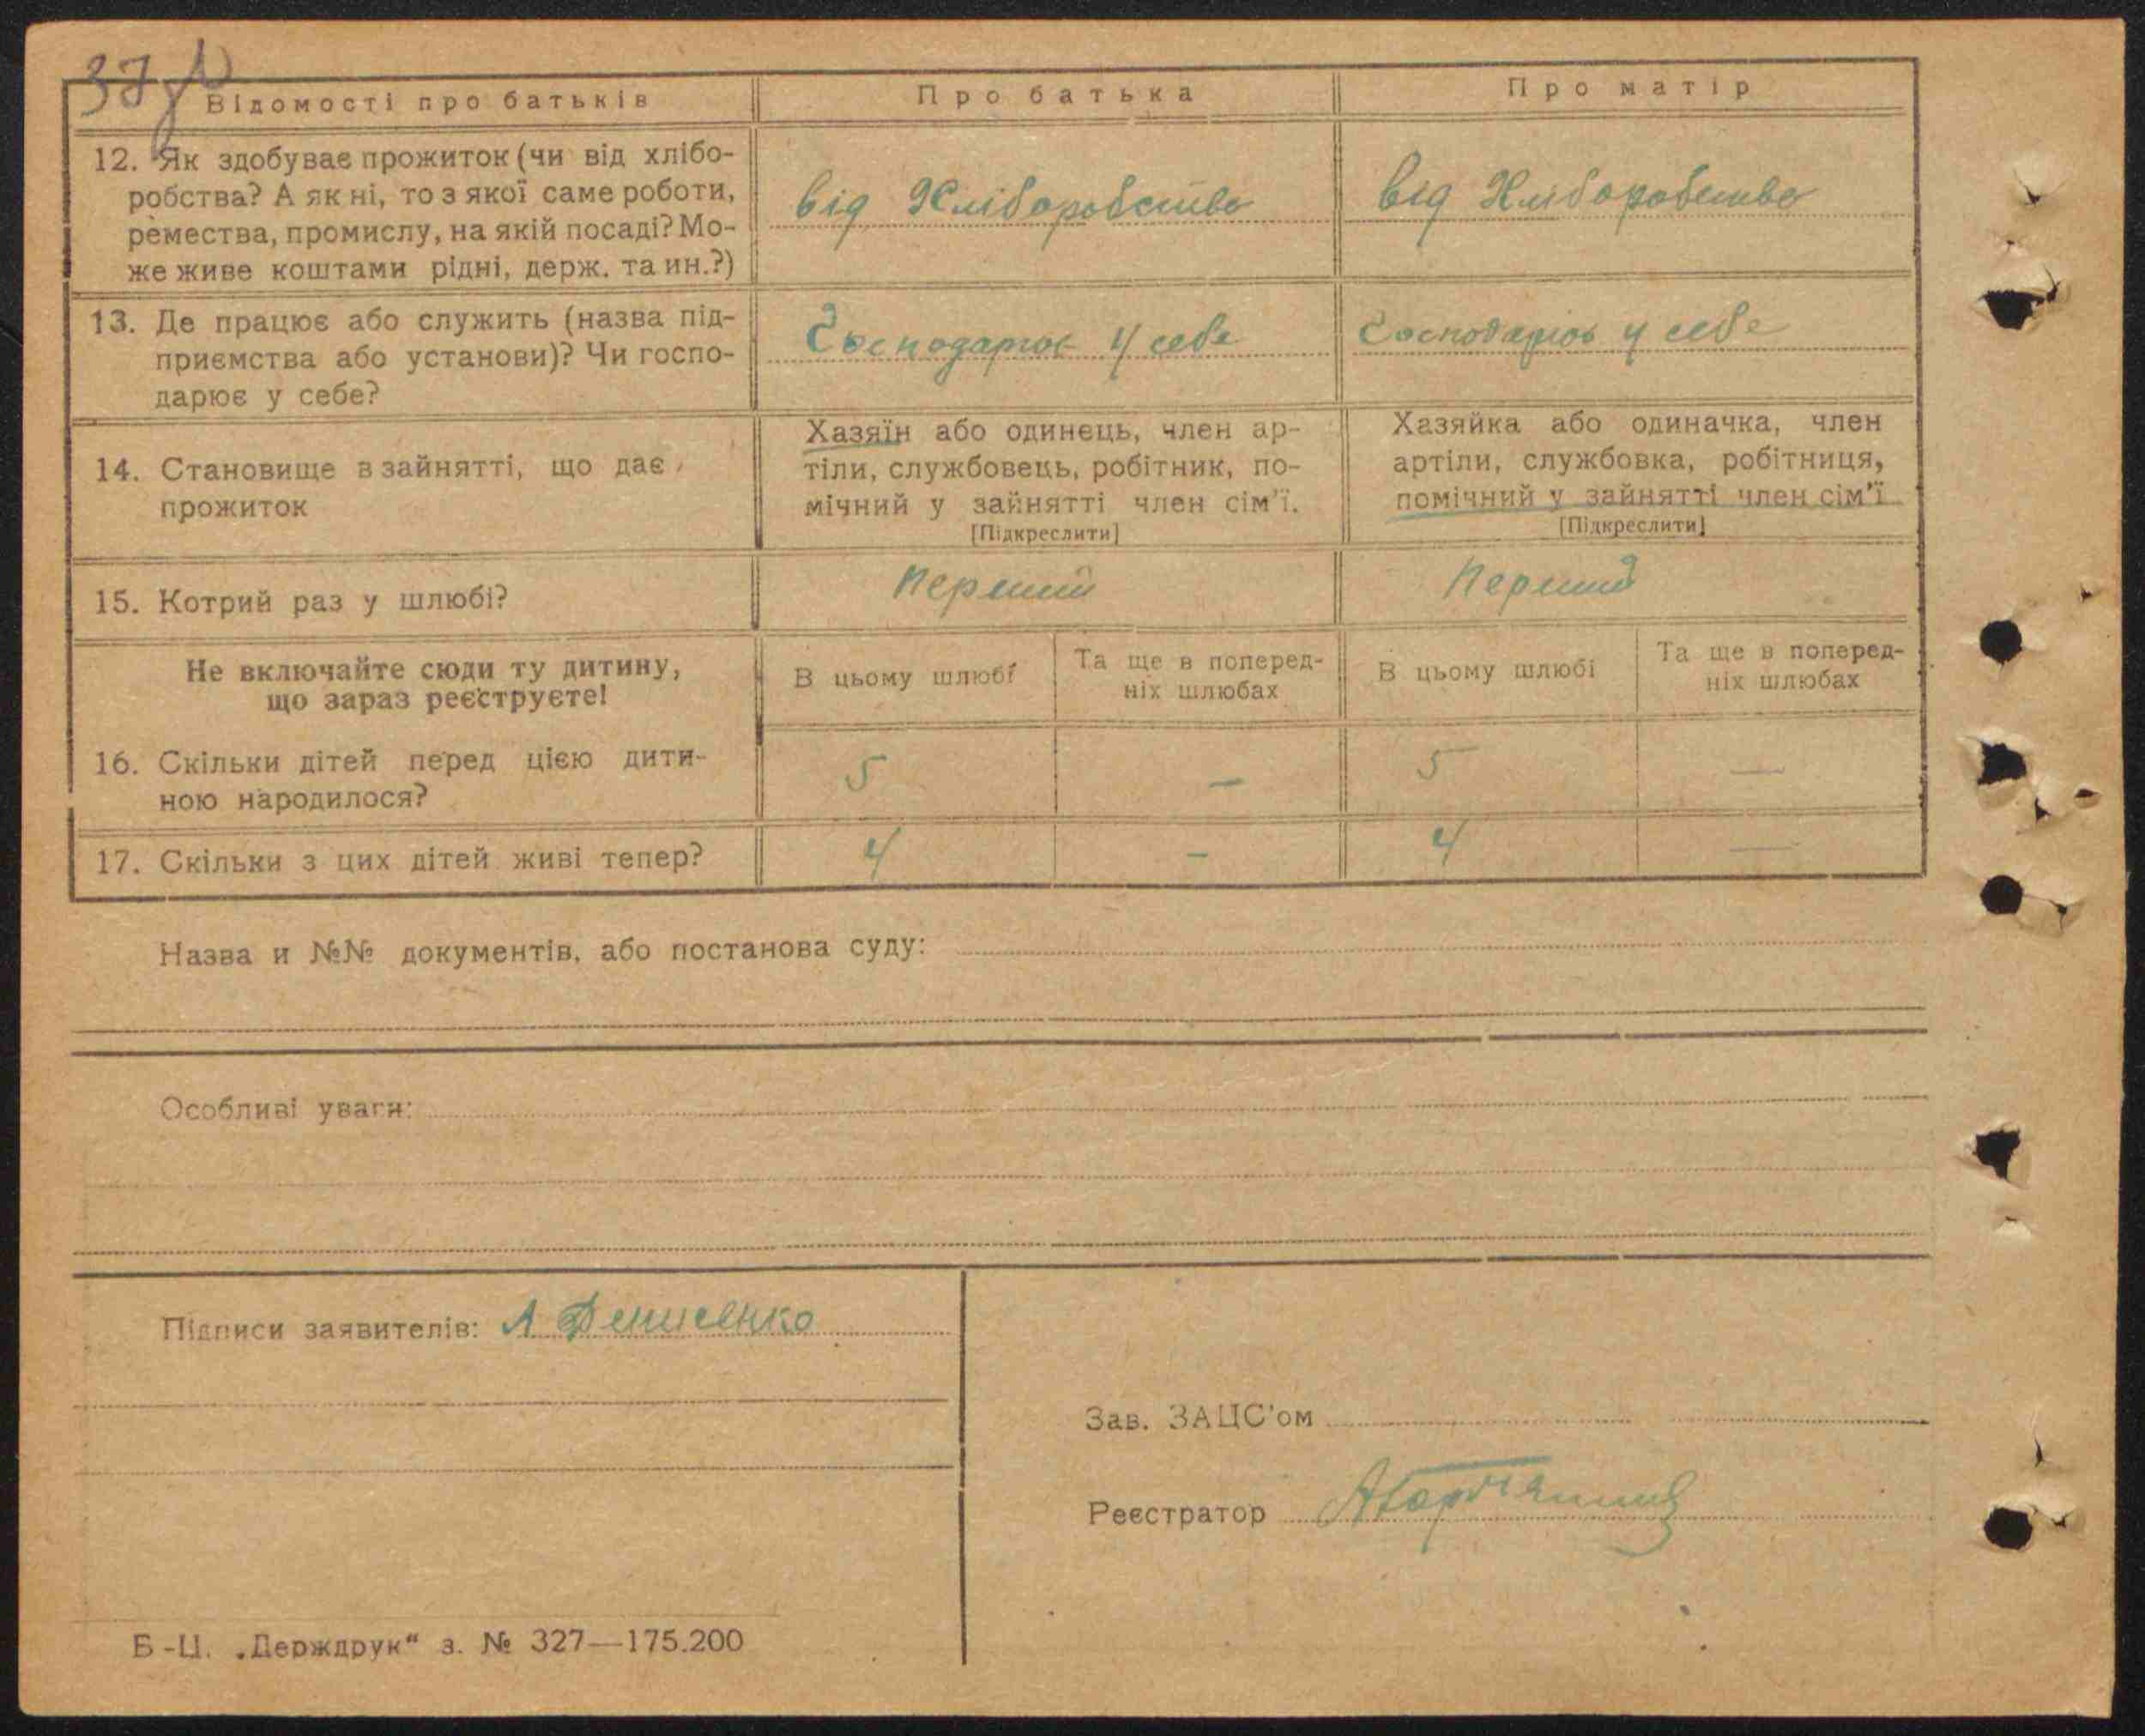 37
Відомості про батьків
Про батька
Про матір
12. Як здобуває прожиток (чи від хлібо-
робства? А як ні, то з якої саме роботи,
ремества, промислу, на якій посаді? Мо-
же живе коштами рідні, держ. та ин.?)
від Хліборобства
від Хліборобства
13. Де працює або служить (назва під-
приємства або установи)? Чи госпо-
дарює у себе?
Господарює у себе
Господарює у себе
14. Становище в зайнятті, що дає
прожиток
Хазяїн або одинець, член ар-
тіли, службовець, робітник, по-
мічний у зайнятті член сім'ї.
[Підкреслити]
Хазяйка або одиначка, член
артіли, службовка, робітниця,
помічний у зайнятті член сім'ї
[Підкреслити]
15. Котрий раз у шлюбі?
Перший
Перший
Не включайте сюди ту дитину,
що зараз реєструєте!
В цьому шлюбі
Та ще в поперед-
ніх шлюбах
В цьому шлюбі
Та ще в поперед-
ніх шлюбах
16. Скільки дітей перед цією дити-
ною народилося?
5
–
5
—
17. Скільки з цих дітей живі тепер?
4
–
4
—
Назва и №№ документів, або постанова суду:
Особливі уваги:
Підписи заявителів: А Денисенко
Зав. ЗАЦС'ом
Реєстратор
Б-Ц. „Держдрук“ з. № 327—175.200